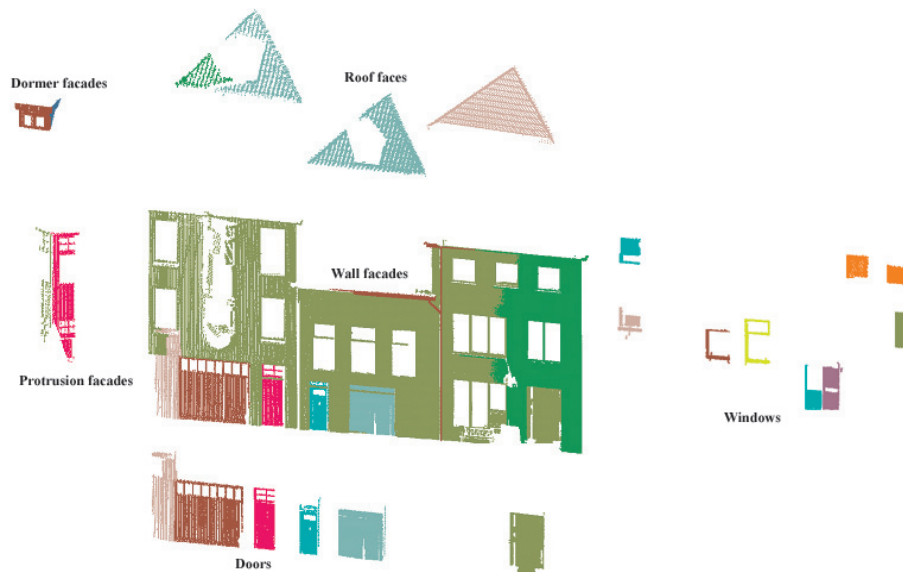 Dormer facades
Roof faces
Wall facades
Protrusion facades
Windows
Doors